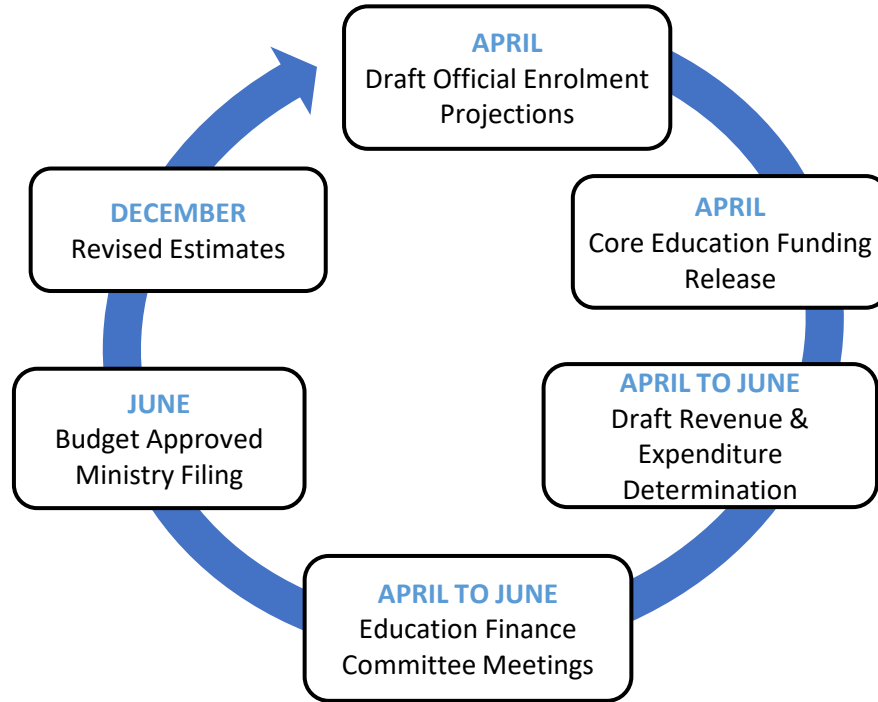 APRIL
Draft Official Enrolment
Projections
APRIL
Core Education Funding
Release
APRIL TO JUNE
Draft Revenue &
Expenditure
Determination
APRIL TO JUNE
Education Finance
Committee Meetings
JUNE
Budget Approved
Ministry Filing
DECEMBER
Revised Estimates